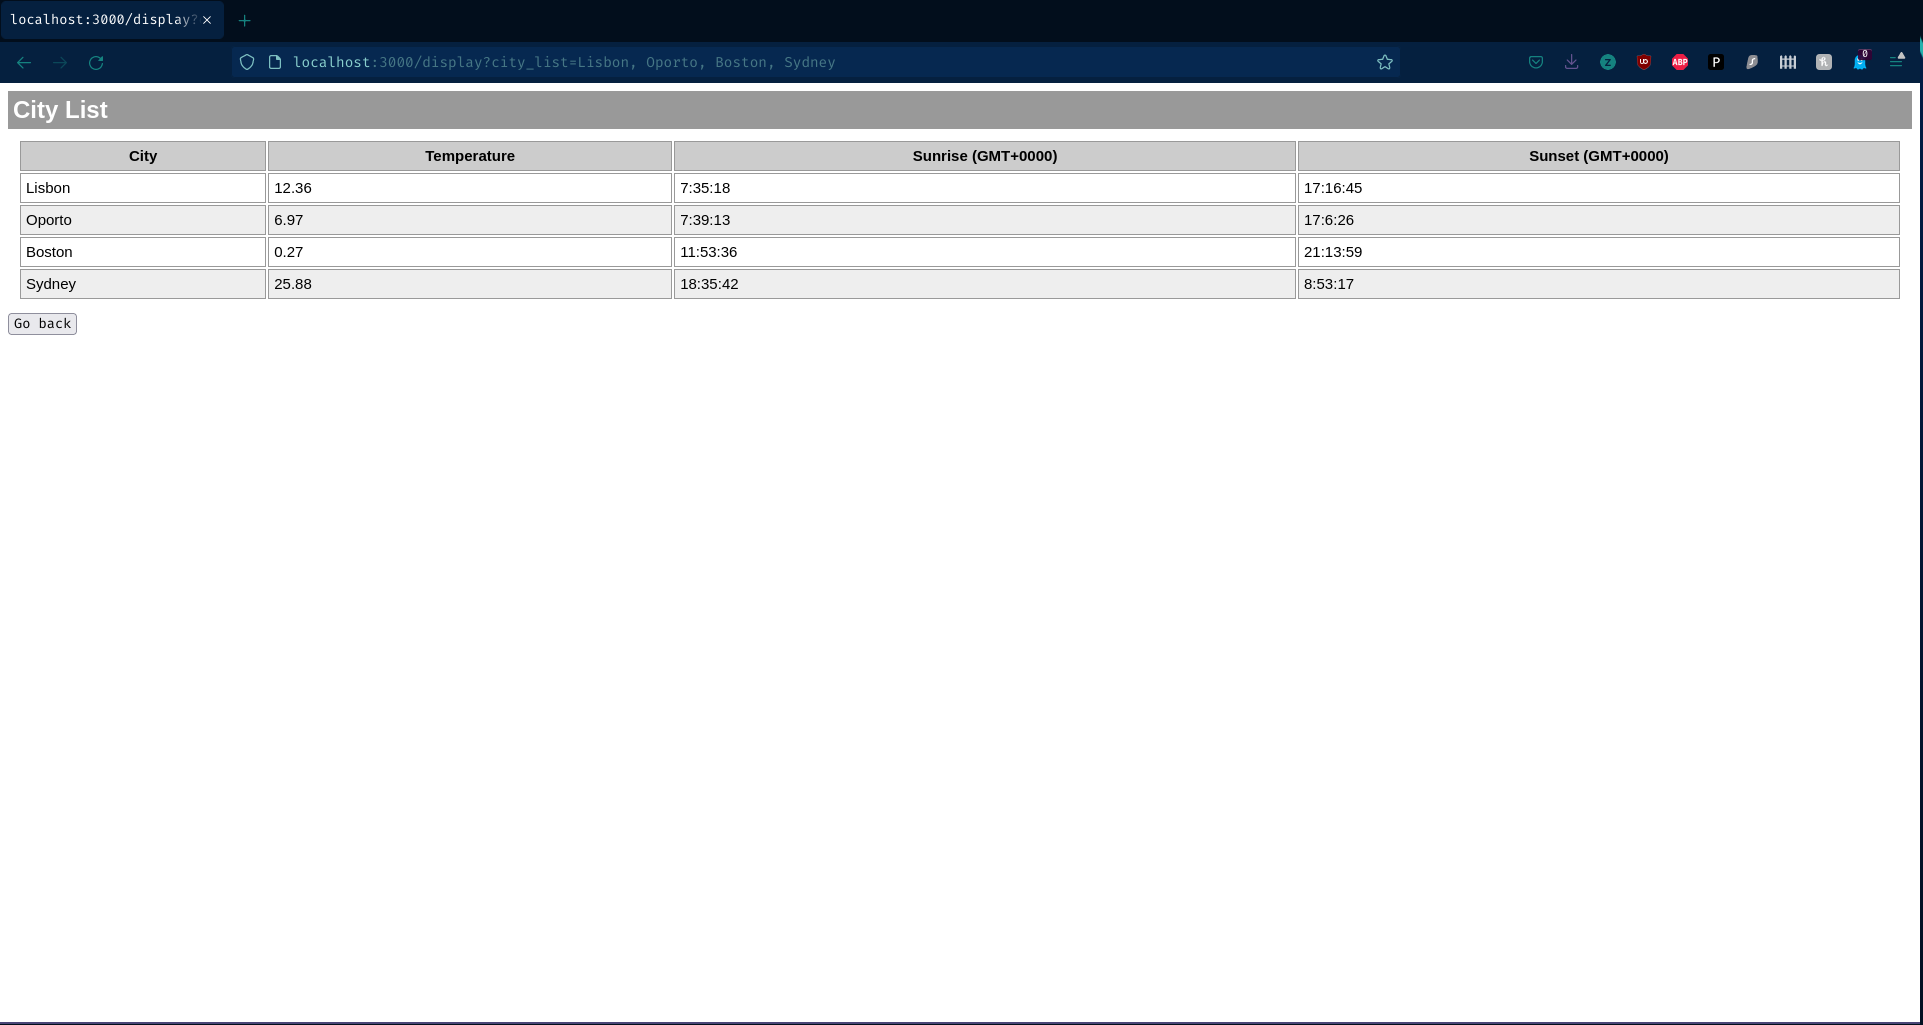 localhost:3000/display?
localhost:3000/display?city_list=Lisbon, Oporto, Boston, Sydney
Z
UD
ABP
P
0
City List
City Temperature Sunrise (GMT+0000) Sunset (GMT+0000)
Lisbon 12.36 7:35:18 17:16:45
Oporto 6.97 7:39:13 17:6:26
Boston 0.27 11:53:36 21:13:59
Sydney 25.88 18:35:42 8:53:17
Go back